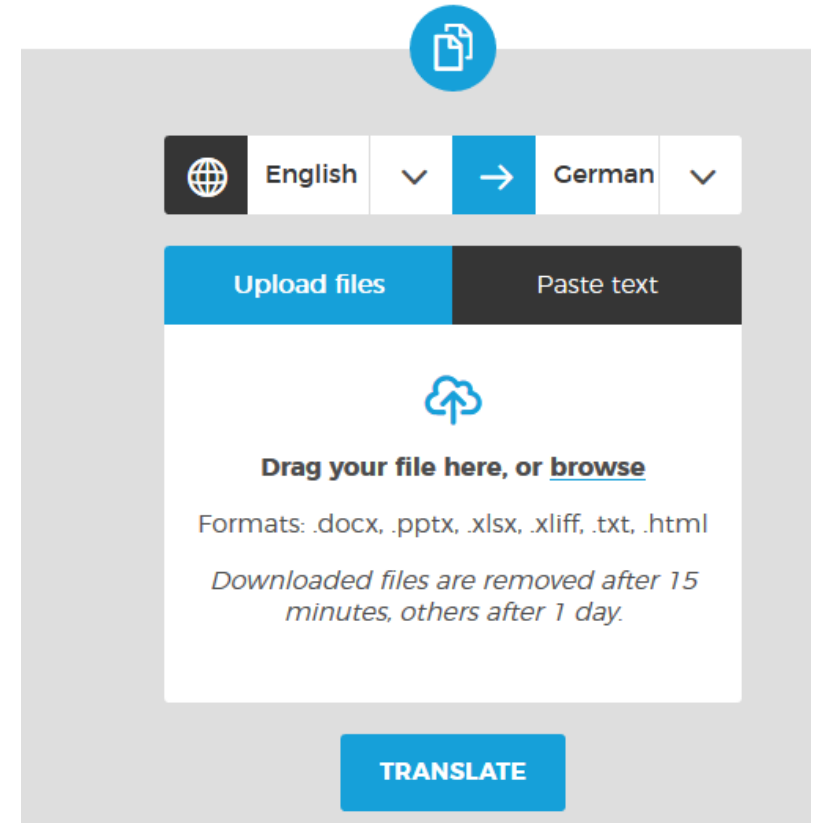 English German
Upload files Paste text
Drag your file here, or browse
Formats: .docx, .pptx, .xlsx, .xliff, .txt, .html
Downloaded files are removed after 15
minutes, others after 1 day.
TRANSLATE